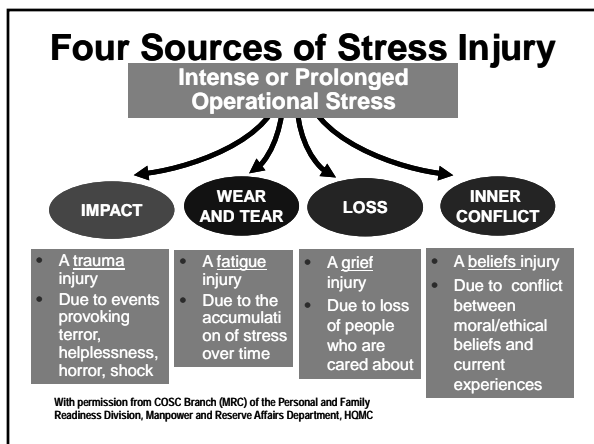 Four Sources of Stress Injury
Intense or Prolonged
Operational Stress
IMPACT
WEAR
AND TEAR
LOSS
INNER
CONFLICT
• A trauma
injury
• Due to events
provoking
terror,
helplessness,
horror, shock
• A fatigue
injury
• Due to the
accumulati
on of stress
over time
• A grief
injury
• Due to loss
of people
who are
cared about
• A beliefs injury
• Due to conflict
between
moral/ethical
beliefs and
current
experiences
With permission from COSC Branch (MRC) of the Personal and Family
Readiness Division, Manpower and Reserve Affairs Department, HQMC